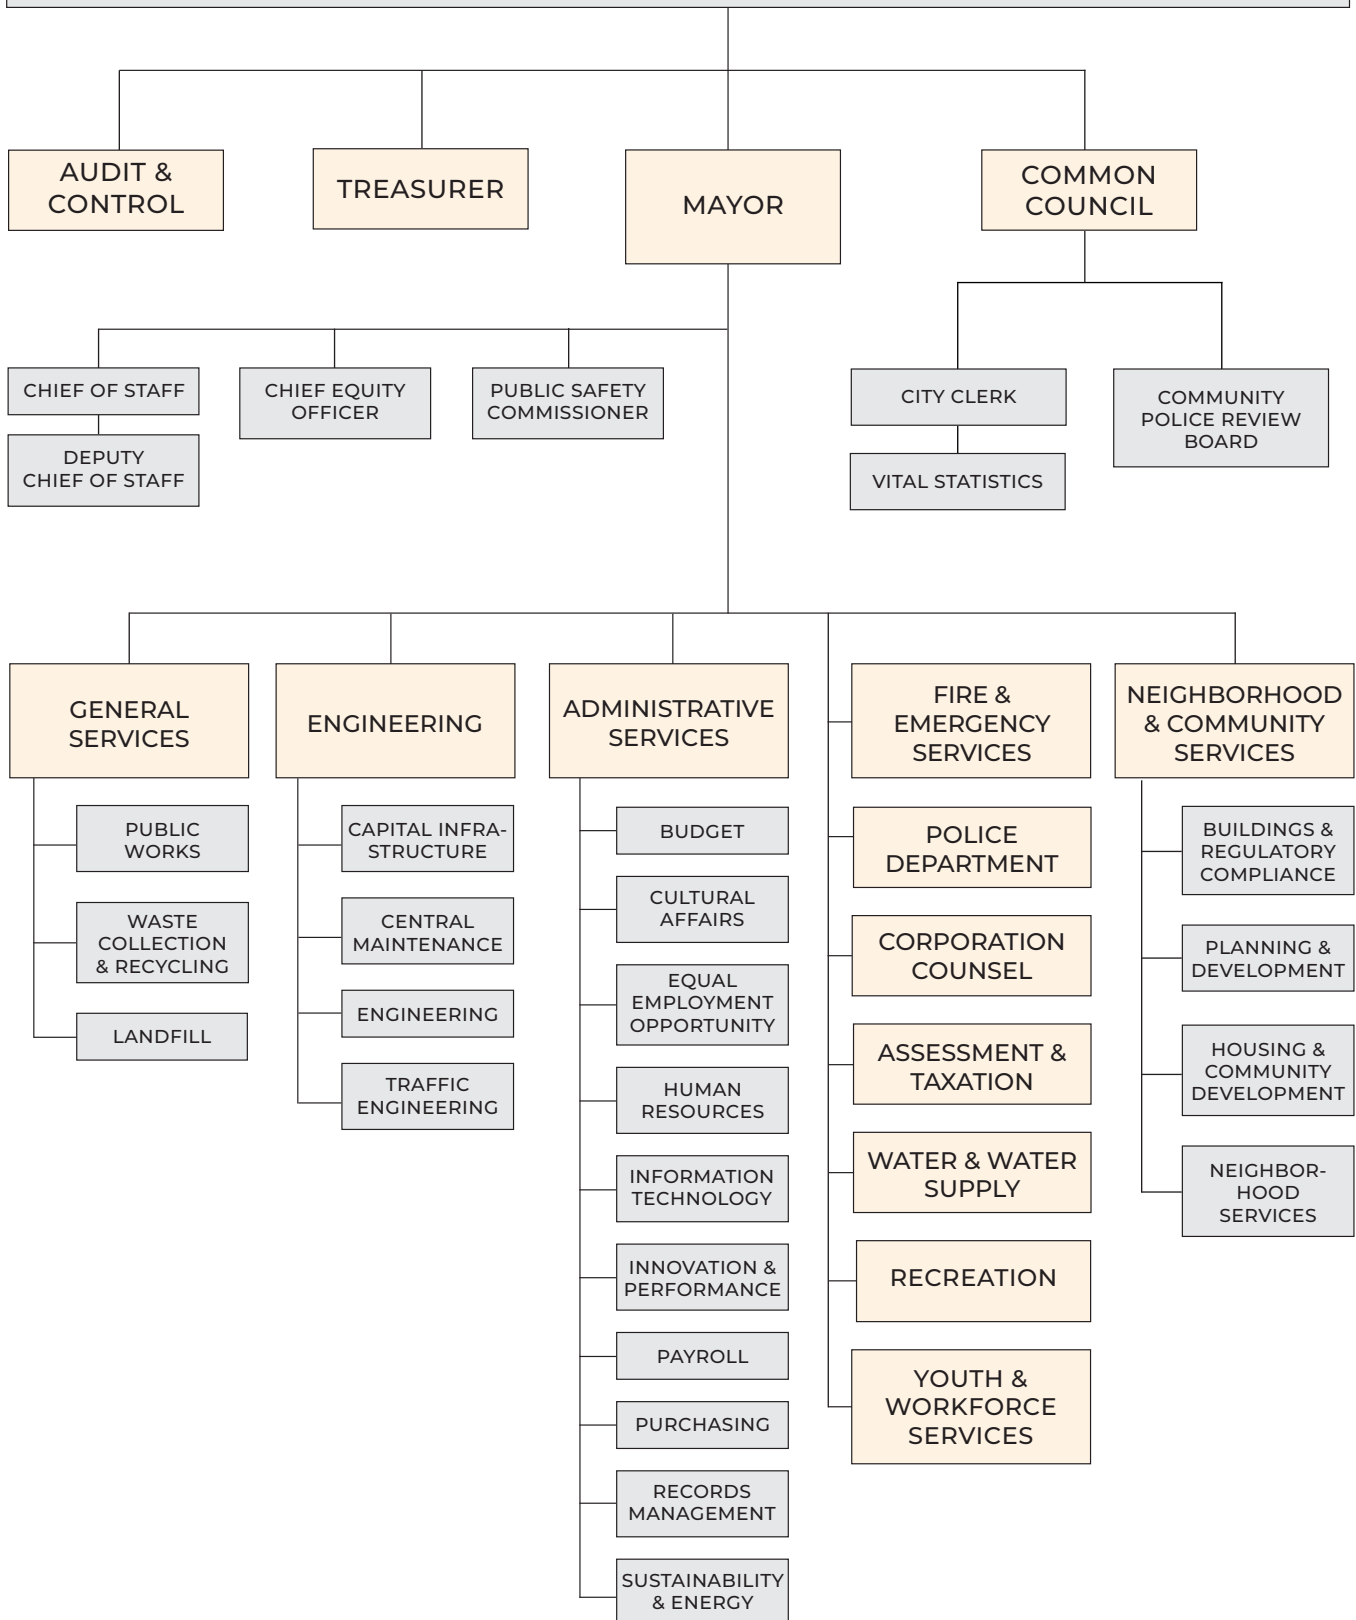 AUDIT &
CONTROL
TREASURER
MAYOR
COMMON
COUNCIL
CHIEF OF STAFF
DEPUTY
CHIEF OF STAFF
CHIEF EQUITY
OFFICER
PUBLIC SAFETY
COMMISSIONER
CITY CLERK
VITAL STATISTICS
COMMUNITY
POLICE REVIEW
BOARD
GENERAL
SERVICES
PUBLIC
WORKS
WASTE
COLLECTION
& RECYCLING
LANDFILL
ENGINEERING
CAPITAL INFRA-
STRUCTURE
CENTRAL
MAINTENANCE
ENGINEERING
TRAFFIC
ENGINEERING
ADMINISTRATIVE
SERVICES
BUDGET
CULTURAL
AFFAIRS
EQUAL
EMPLOYMENT
OPPORTUNITY
HUMAN
RESOURCES
INFORMATION
TECHNOLOGY
INNOVATION &
PERFORMANCE
PAYROLL
PURCHASING
RECORDS
MANAGEMENT
SUSTAINABILITY
& ENERGY
FIRE &
EMERGENCY
SERVICES
POLICE
DEPARTMENT
CORPORATION
COUNSEL
ASSESSMENT &
TAXATION
WATER & WATER
SUPPLY
RECREATION
YOUTH &
WORKFORCE
SERVICES
NEIGHBORHOOD
& COMMUNITY
SERVICES
BUILDINGS &
REGULATORY
COMPLIANCE
PLANNING &
DEVELOPMENT
HOUSING &
COMMUNITY
DEVELOPMENT
NEIGHBOR-
HOOD
SERVICES